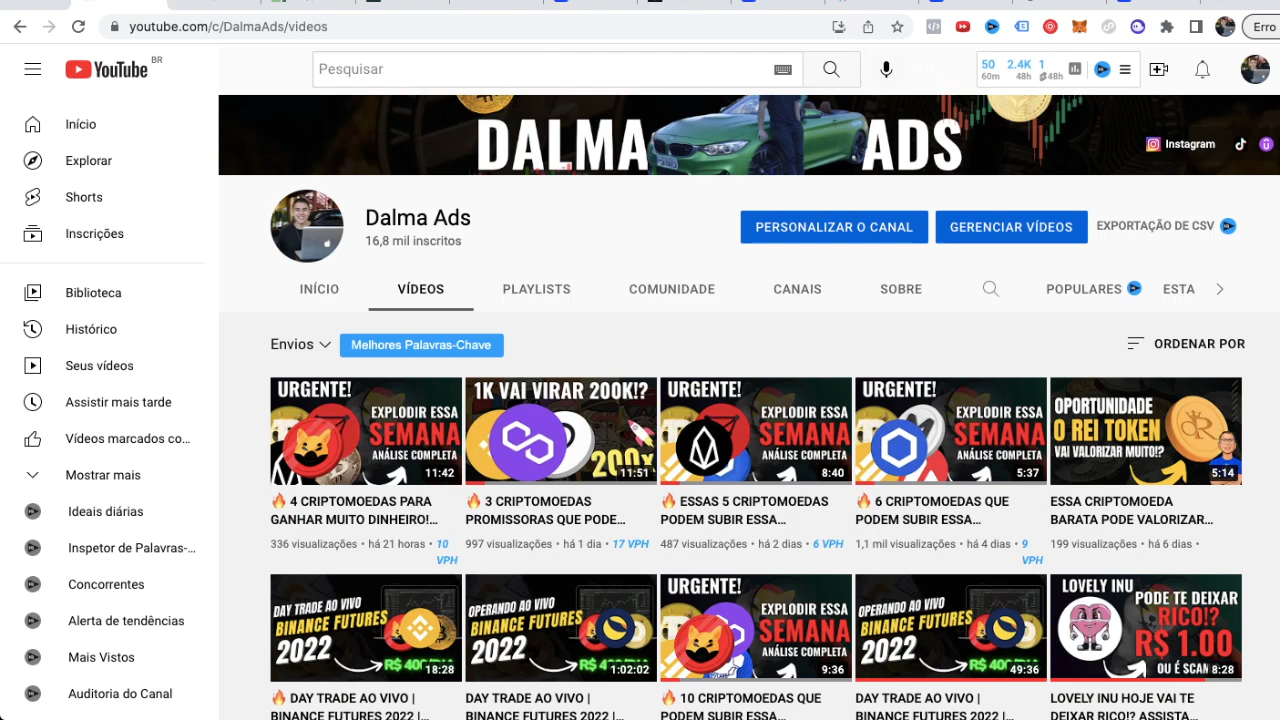 youtube.com/c/DalmaAds/videos
Erro
YouTube BR
Pesquisar
50 2.4K 1
60m 48h 48h
Início
Explorar
Shorts
Inscrições
Biblioteca
Histórico
Seus vídeos
Assistir mais tarde
Vídeos marcados co...
Mostrar mais
Ideais diárias
Inspetor de Palavras-...
Concorrentes
Alerta de tendências
Mais Vistos
Auditoria do Canal
DALMA ADS
Instagram
Dalma Ads
16,8 mil inscritos
PERSONALIZAR O CANAL
GERENCIAR VÍDEOS
EXPORTAÇÃO DE CSV
INÍCIO VÍDEOS PLAYLISTS COMUNIDADE CANAIS SOBRE POPULARES ESTA
Envios
Melhores Palavras-Chave
ORDENAR POR
URGENTE!
EXPLODIR ESSA
SEMANA
ANÁLISE COMPLETA
11:42
🔥 4 CRIPTOMOEDAS PARA
GANHAR MUITO DINHEIRO!...
336 visualizações • há 21 horas • 10
VPH
1K VAI VIRAR 200K!?
200x
11:51
🔥 3 CRIPTOMOEDAS
PROMISSORAS QUE PODE...
997 visualizações • há 1 dia • 17 VPH
URGENTE!
EXPLODIR ESSA
SEMANA
ANÁLISE COMPLETA
8:40
🔥 ESSAS 5 CRIPTOMOEDAS
PODEM SUBIR ESSA...
487 visualizações • há 2 dias • 6 VPH
URGENTE!
EXPLODIR ESSA
SEMANA
ANÁLISE COMPLETA
5:37
🔥 6 CRIPTOMOEDAS QUE
PODEM SUBIR ESSA...
1,1 mil visualizações • há 4 dias • 9
VPH
OPORTUNIDADE
O REI TOKEN
VAI VALORIZAR MUITO!?
5:14
ESSA CRIPTOMOEDA
BARATA PODE VALORIZAR...
199 visualizações • há 6 dias •
DAY TRADE AO VIVO
BINANCE FUTURES
2022
18:28
🔥 DAY TRADE AO VIVO |
BINANCE FUTURES 2022 |...
OPERANDO AO VIVO
BINANCE FUTURES
2022
1:02:02
DAY TRADE AO VIVO |
BINANCE FUTURES 2022 |
URGENTE!
EXPLODIR ESSA
SEMANA
ANÁLISE COMPLETA
9:36
🔥 10 CRIPTOMOEDAS QUE
PODEM SUBIR ESSA
OPERANDO AO VIVO
BINANCE FUTURES
2022
49:36
DAY TRADE AO VIVO |
BINANCE FUTURES 2022 |
LOVELY INU PODE TE DEIXAR
RICO!?
R$ 1.00
OU É SCAN
8:28
LOVELY INU HOJE VAI TE
DEIXAR RICO!? ASSISTA